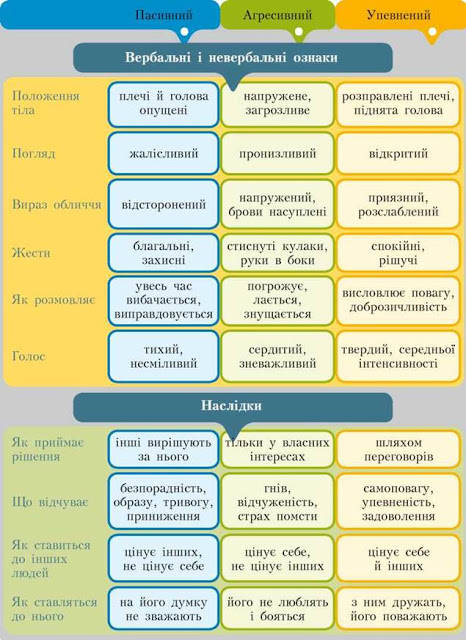 Пасивний
Агресивний
Упевнений
Вербальні і невербальні ознаки
Положення
тіла
плечі й голова
опущені
напружене,
загрозливе
розправлені плечі,
піднята голова
Погляд
жалісливий
пронизливий
відкритий
Вираз обличчя
відсторонений
напружений,
брови насуплені
приязний,
розслаблений
Жести
благальні,
захисні
стиснуті кулаки,
руки в боки
спокійні,
рішучі
Як розмовляє
увесь час
вибачається,
виправдовується
погрожує,
лається,
знущається
висловлює повагу,
доброзичливість
Голос
тихий,
несміливий
сердитий,
зневажливий
твердий, середньої
інтенсивності
Наслідки
Як приймає
рішення
інші вирішують
за нього
тільки у власних
інтересах
шляхом
переговорів
Що відчуває
безпорадність,
образу, тривогу,
приниження
гнів,
відчуженість,
страх помсти
самоповагу,
упевненість,
задоволення
Як ставиться
до інших
людей
цінує інших,
не цінує себе
цінує себе,
не цінує інших
цінує себе
й інших
Як ставляться
до нього
на його думку
не зважають
його не люблять
і бояться
з ним дружать,
його поважають